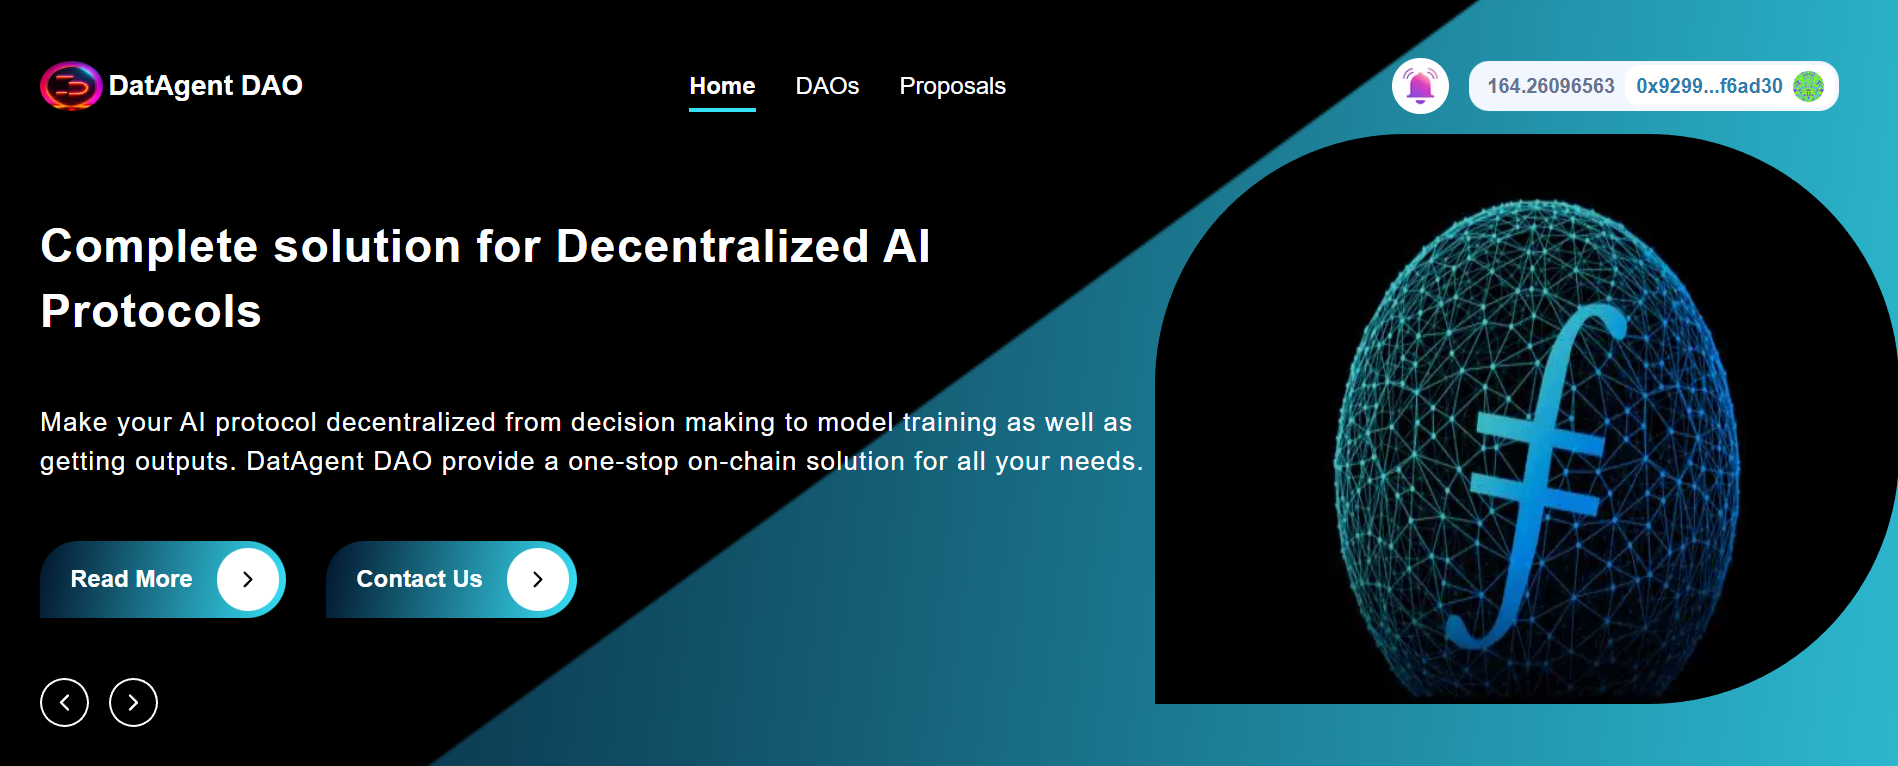 DatAgent DAO
Home
DAOs
Proposals
164.26096563
0x9299...f6ad30
Complete solution for Decentralized AI
Protocols
Make your AI protocol decentralized from decision making to model training as well as
getting outputs. DatAgent DAO provide a one-stop on-chain solution for all your needs.
Read More
Contact Us